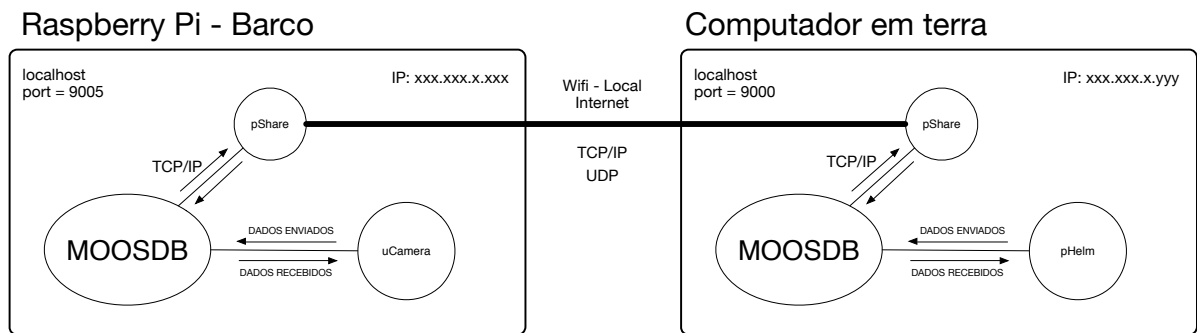 Raspberry Pi - Barco
localhost
port = 9005
IP: xxx.xxx.x.xxx
pShare
TCP/IP
MOOSDB
DADOS ENVIADOS
DADOS RECEBIDOS
uCamera
Wifi - Local
Internet
TCP/IP
UDP
Computador em terra
localhost
port = 9000
IP: xxx.xxx.x.yyy
pShare
TCP/IP
MOOSDB
DADOS ENVIADOS
DADOS RECEBIDOS
pHelm